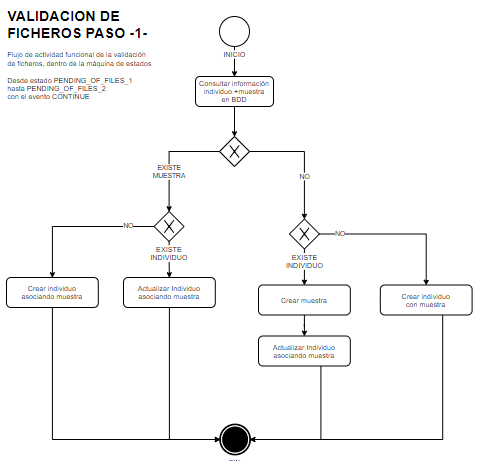 VALIDACION DE
FICHEROS PASO -1-
Flujo de actividad funcional de la validación
de ficheros, dentro de la máquina de estados
Desde estado PENDING_OF_FILES_1
hasta PENDING_OF_FILES_2
con el evento CONTINUE
INICIO
Consultar información
individuo +muestra
en BDD
X
EXISTE
MUESTRA
NO
X
X
NO
NO
EXISTE
INDIVIDUO
EXISTE
INDIVIDUO
Crear individuo
asociando muestra
Actualizar Individuo
asociando muestra
Crear muestra
Crear individuo
con muestra
Actualizar Individuo
asociando muestra